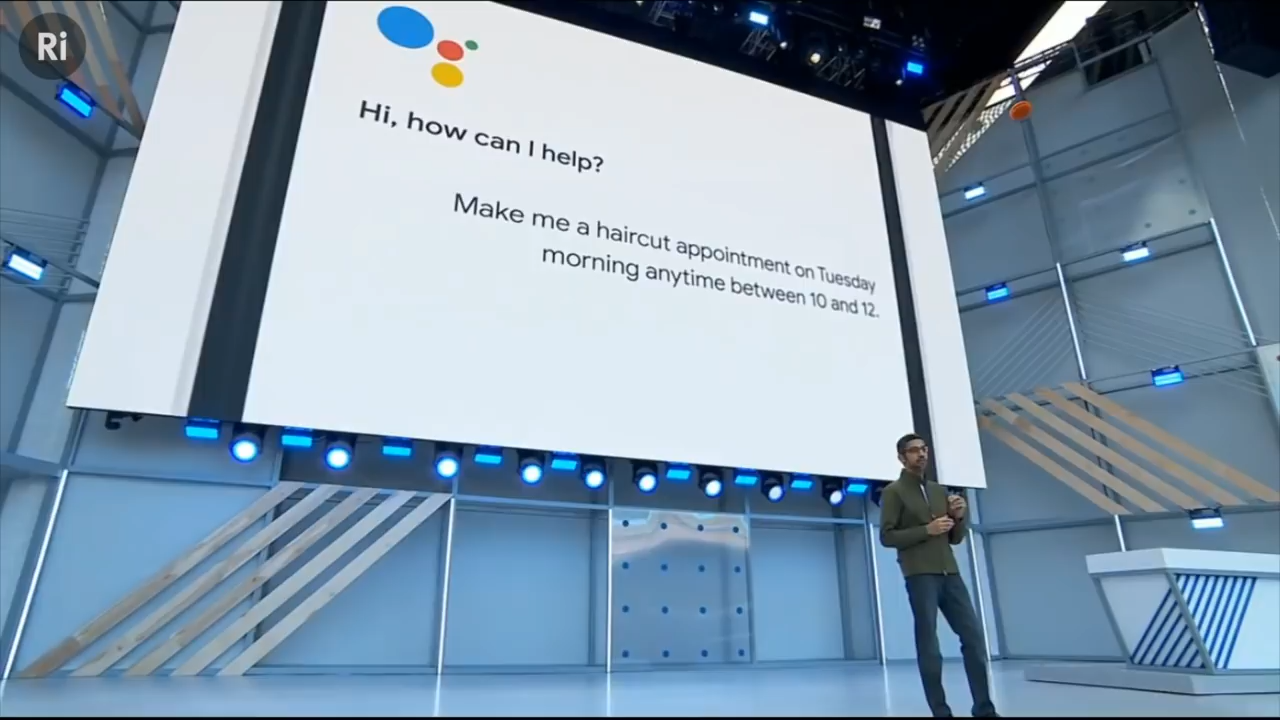 Ri
Hi, how can I help?
Make me a haircut appointment on Tuesday
morning anytime between 10 and 12.